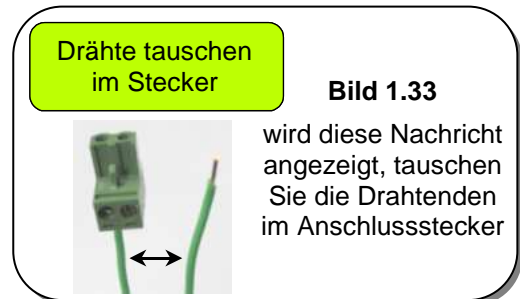 Drähte tauschen
im Stecker
Bild 1.33
wird diese Nachricht
angezeigt, tauschen
Sie die Drahtenden
im Anschlussstecker